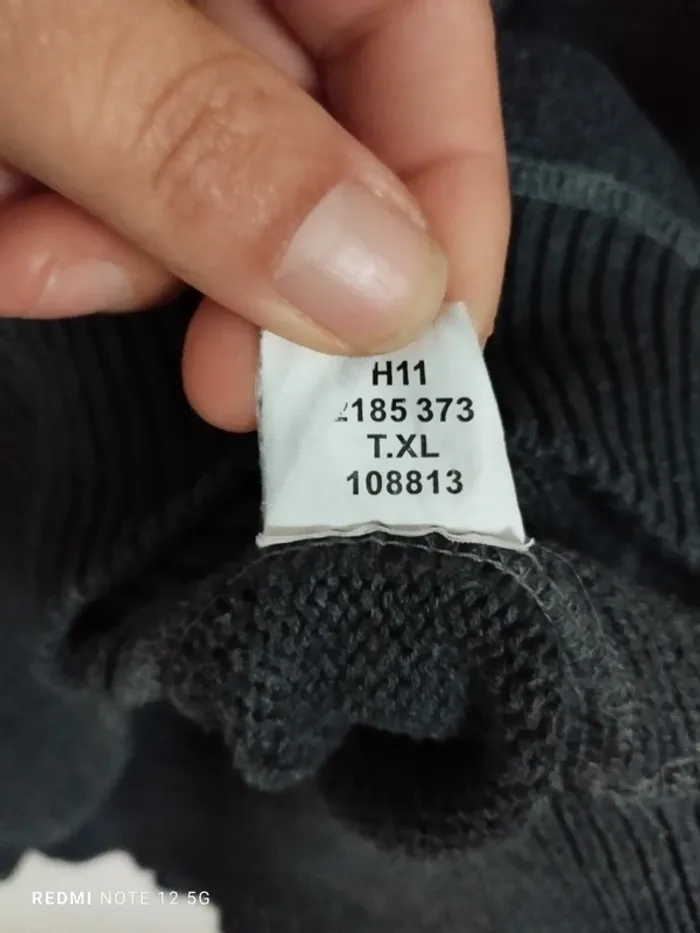 H11
2185 373
T.XL
108813
REDMI NOTE 12 5G